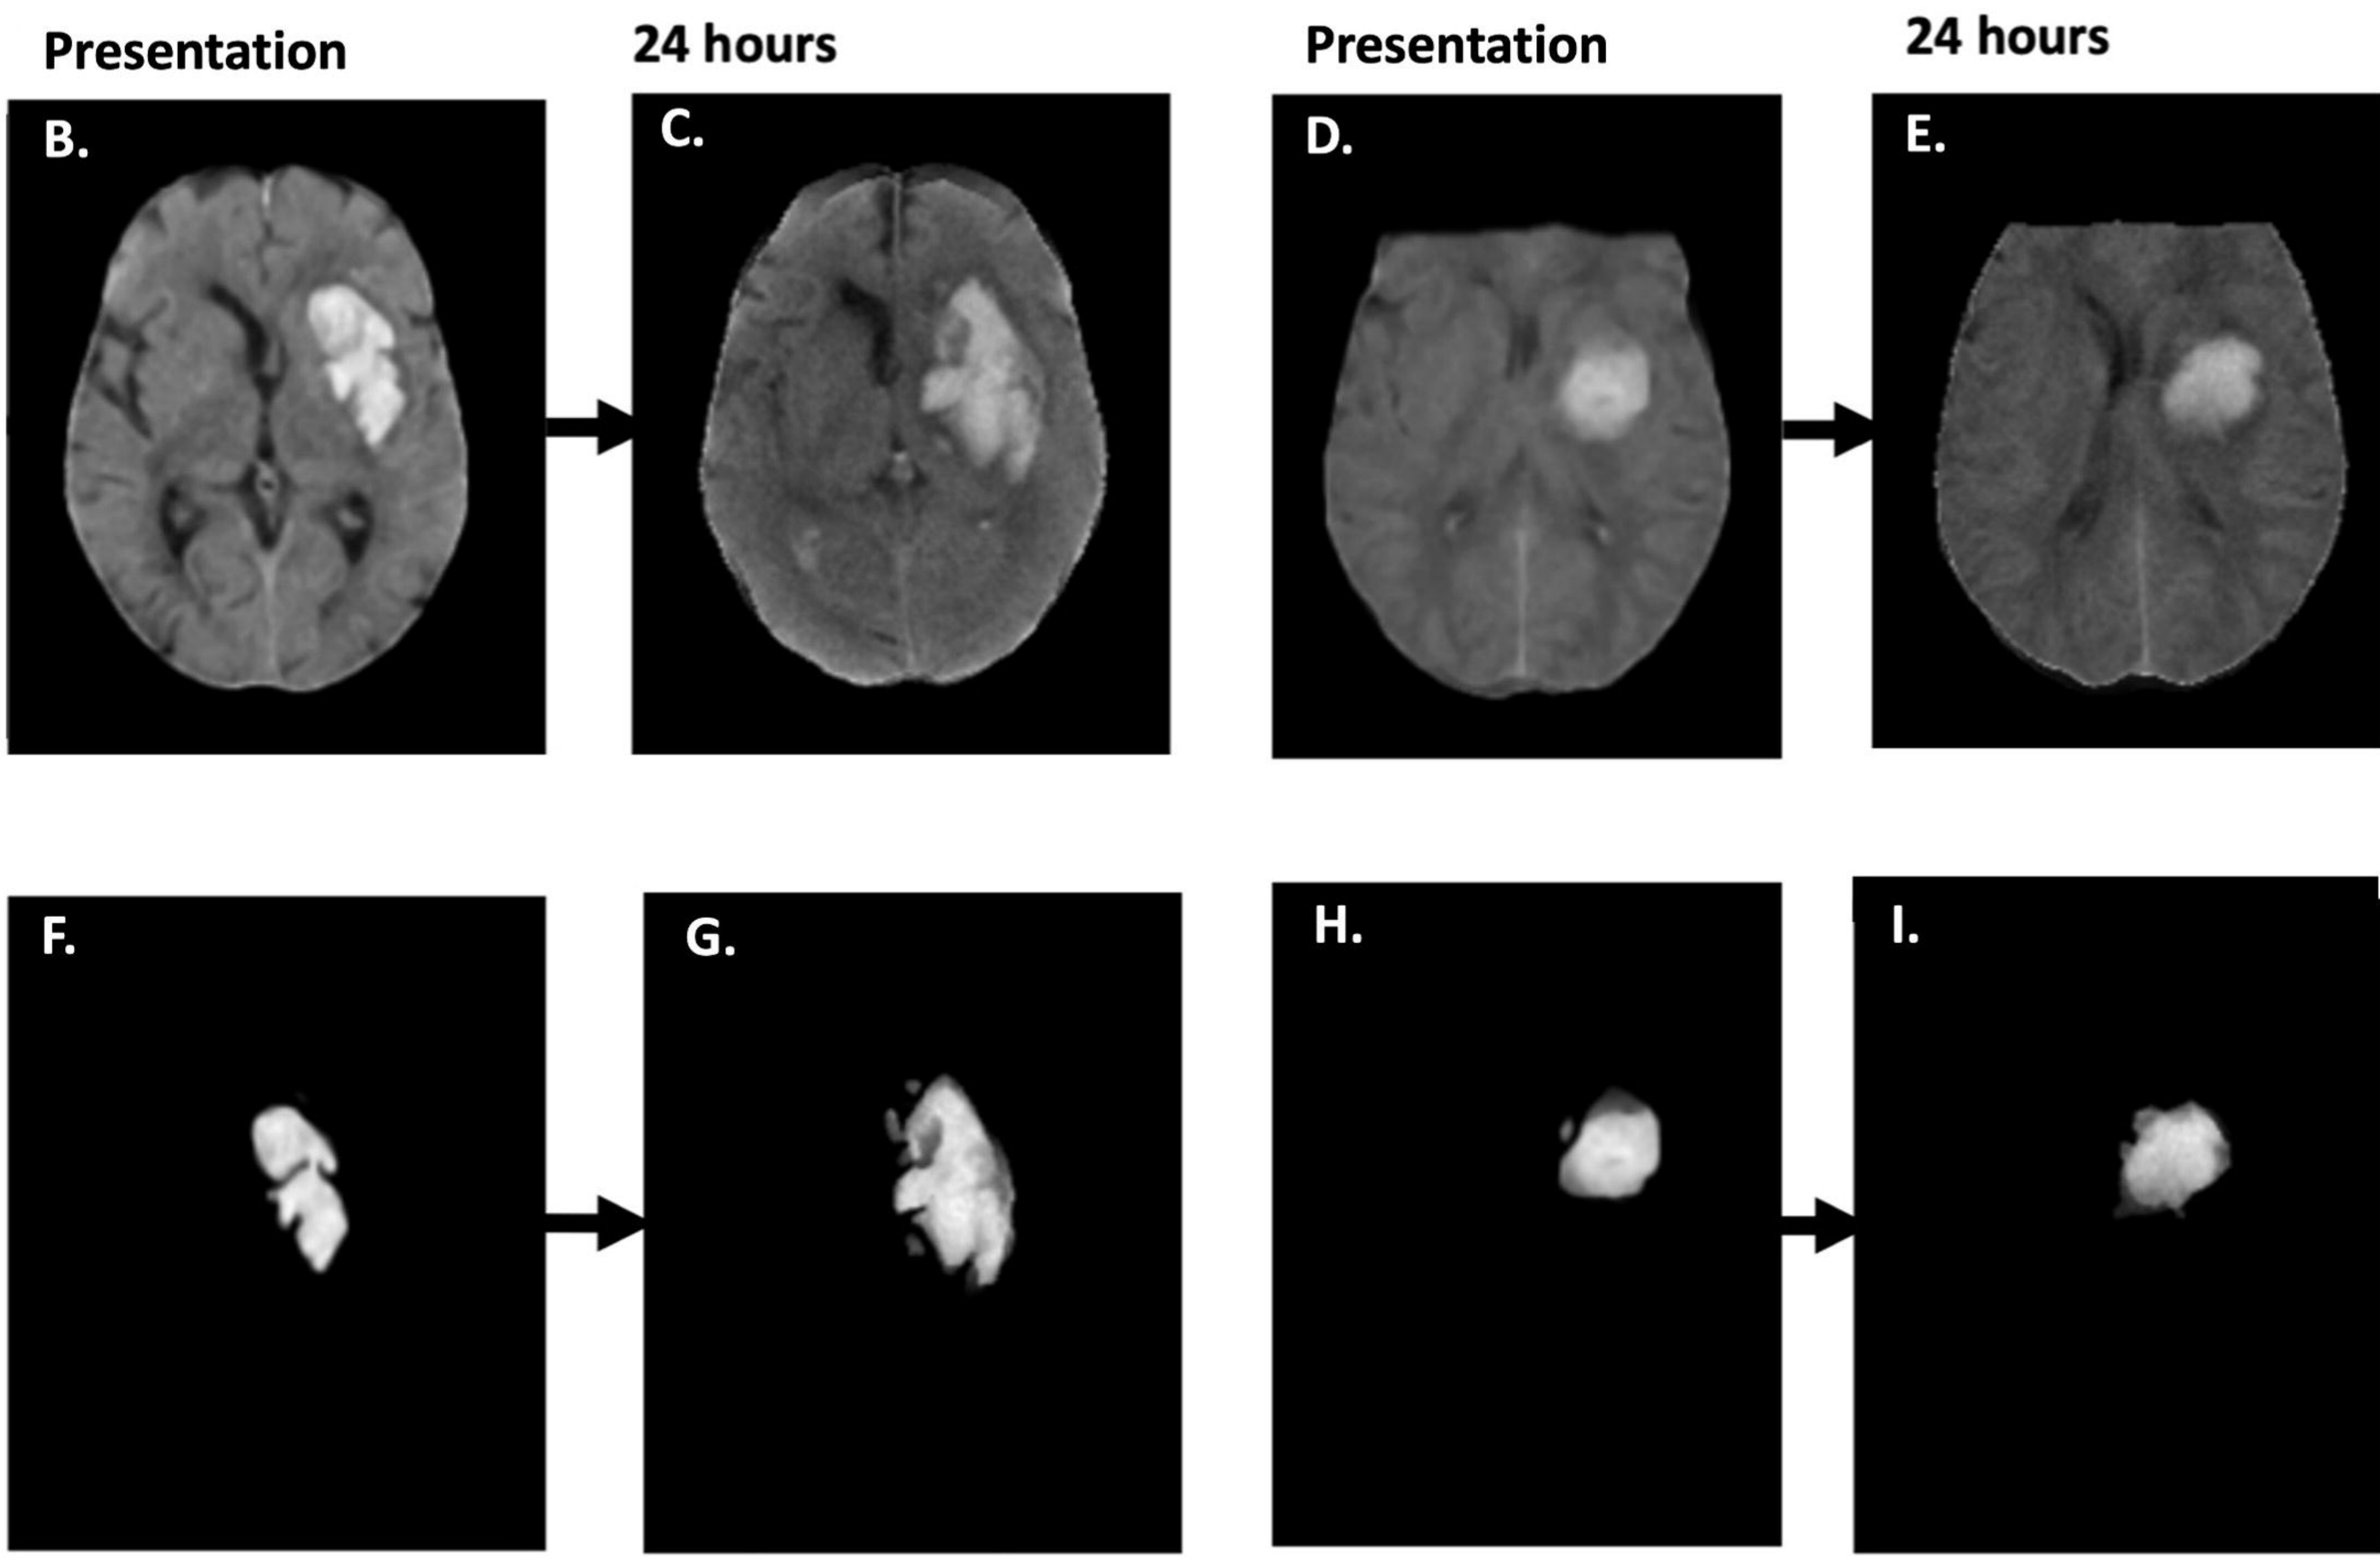 Presentation
24 hours
Presentation
24 hours
B.
C.
D.
E.
F.
G.
H.
I.